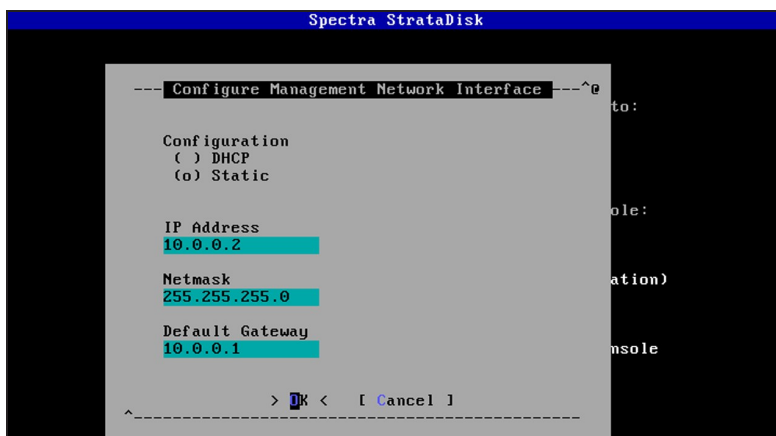 Spectra StrataDisk
--- Configure Management Network Interface ---^@
to:
Configuration
( ) DHCP
(o) Static
ole:
IP Address
10.0.0.2
Netmask
ation)
255.255.255.0
Default Gateway
10.0.0.1
nsole
> OK < [ Cancel ]
^_______________________________________________